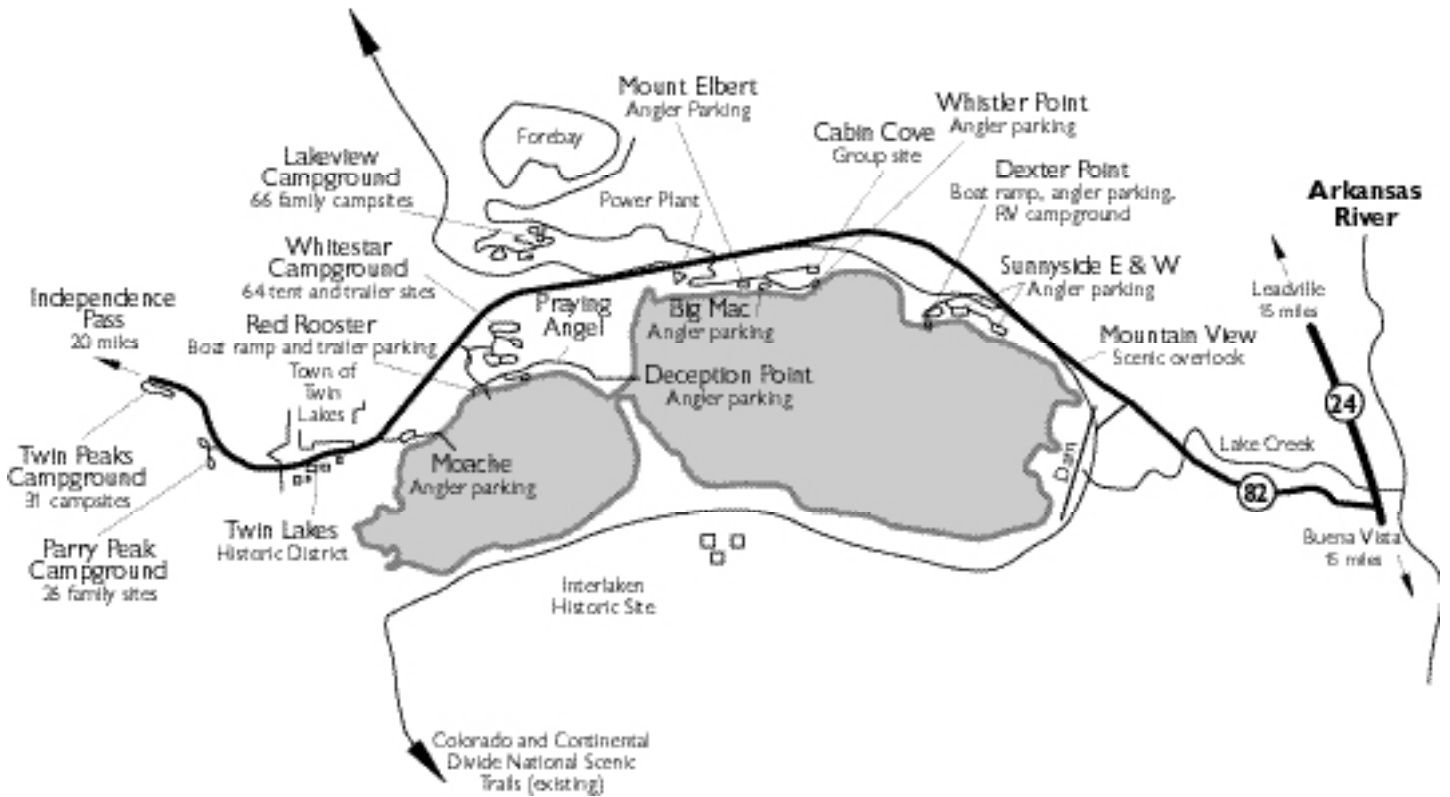 Mount Elbert
Angler Parking
Whistler Point
Angler parking
Cabin Cove
Group site
Forebay
Lakeview
Campground
66 family campsites
Dexter Point
Boat ramp, angler parking,
RV campground
Arkansas
River
Power Plant
Whitestar
Campground
64 tent and trailer sites
Sunnyside E & W
Angler parking
Leadville
15 miles
Independence
Pass
20 miles
Praying
Angel
Big Mac
Angler parking
Red Rooster
Boat ramp and trailer parking
Mountain View
Scenic overlook
Town of
Twin
Lakes
Deception Point
Angler parking
24
Twin Peaks
Campground
31 campsites
Moache
Angler parking
Dam
Lake Creek
82
Twin Lakes
Historic District
Parry Peak
Campground
26 family sites
Buena Vista
15 miles
Interlaken
Historic Site
Colorado and Continental
Divide National Scenic
Trails (existing)